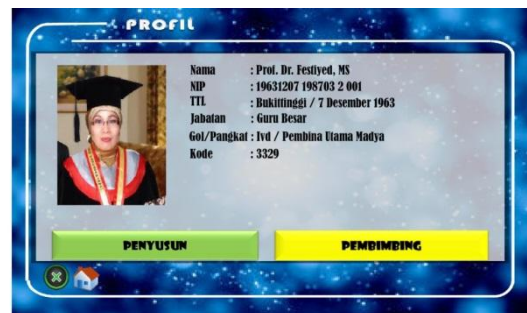 PROFIL
Nama : Prof. Dr. Festiyed, MS
NIP : 19631207 198703 2 001
TTL : Bukittinggi / 7 Desember 1963
Jabatan : Guru Besar
Gol/Pangkat : Ivd / Pembina Utama Madya
Kode : 3329
PENYUSUN
PEMBIMBING